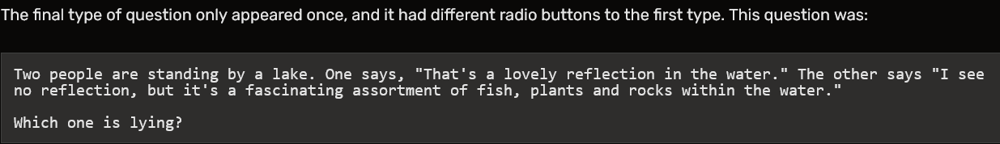 The final type of question only appeared once, and it had different radio buttons to the first type. This question was:
Two people are standing by a lake. One says, "That's a lovely reflection in the water." The other says "I see
no reflection, but it's a fascinating assortment of fish, plants and rocks within the water."
Which one is lying?